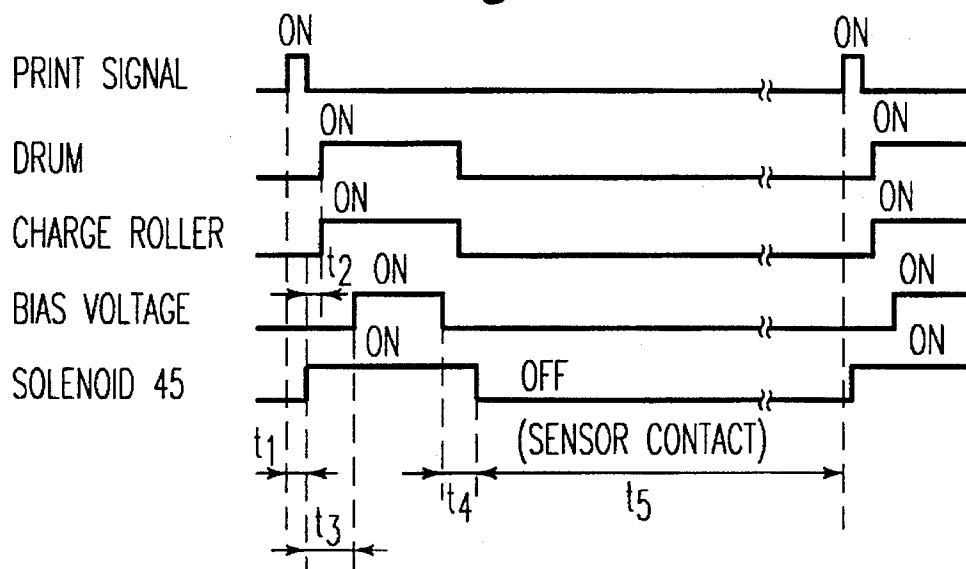 ON ON
PRINT SIGNAL
ON ON
DRUM
ON ON
CHARGE ROLLER
t2 ON ON
BIAS VOLTAGE
ON ON
SOLENOID 45 OFF
t1 (SENSOR CONTACT)
t4 t5
t3